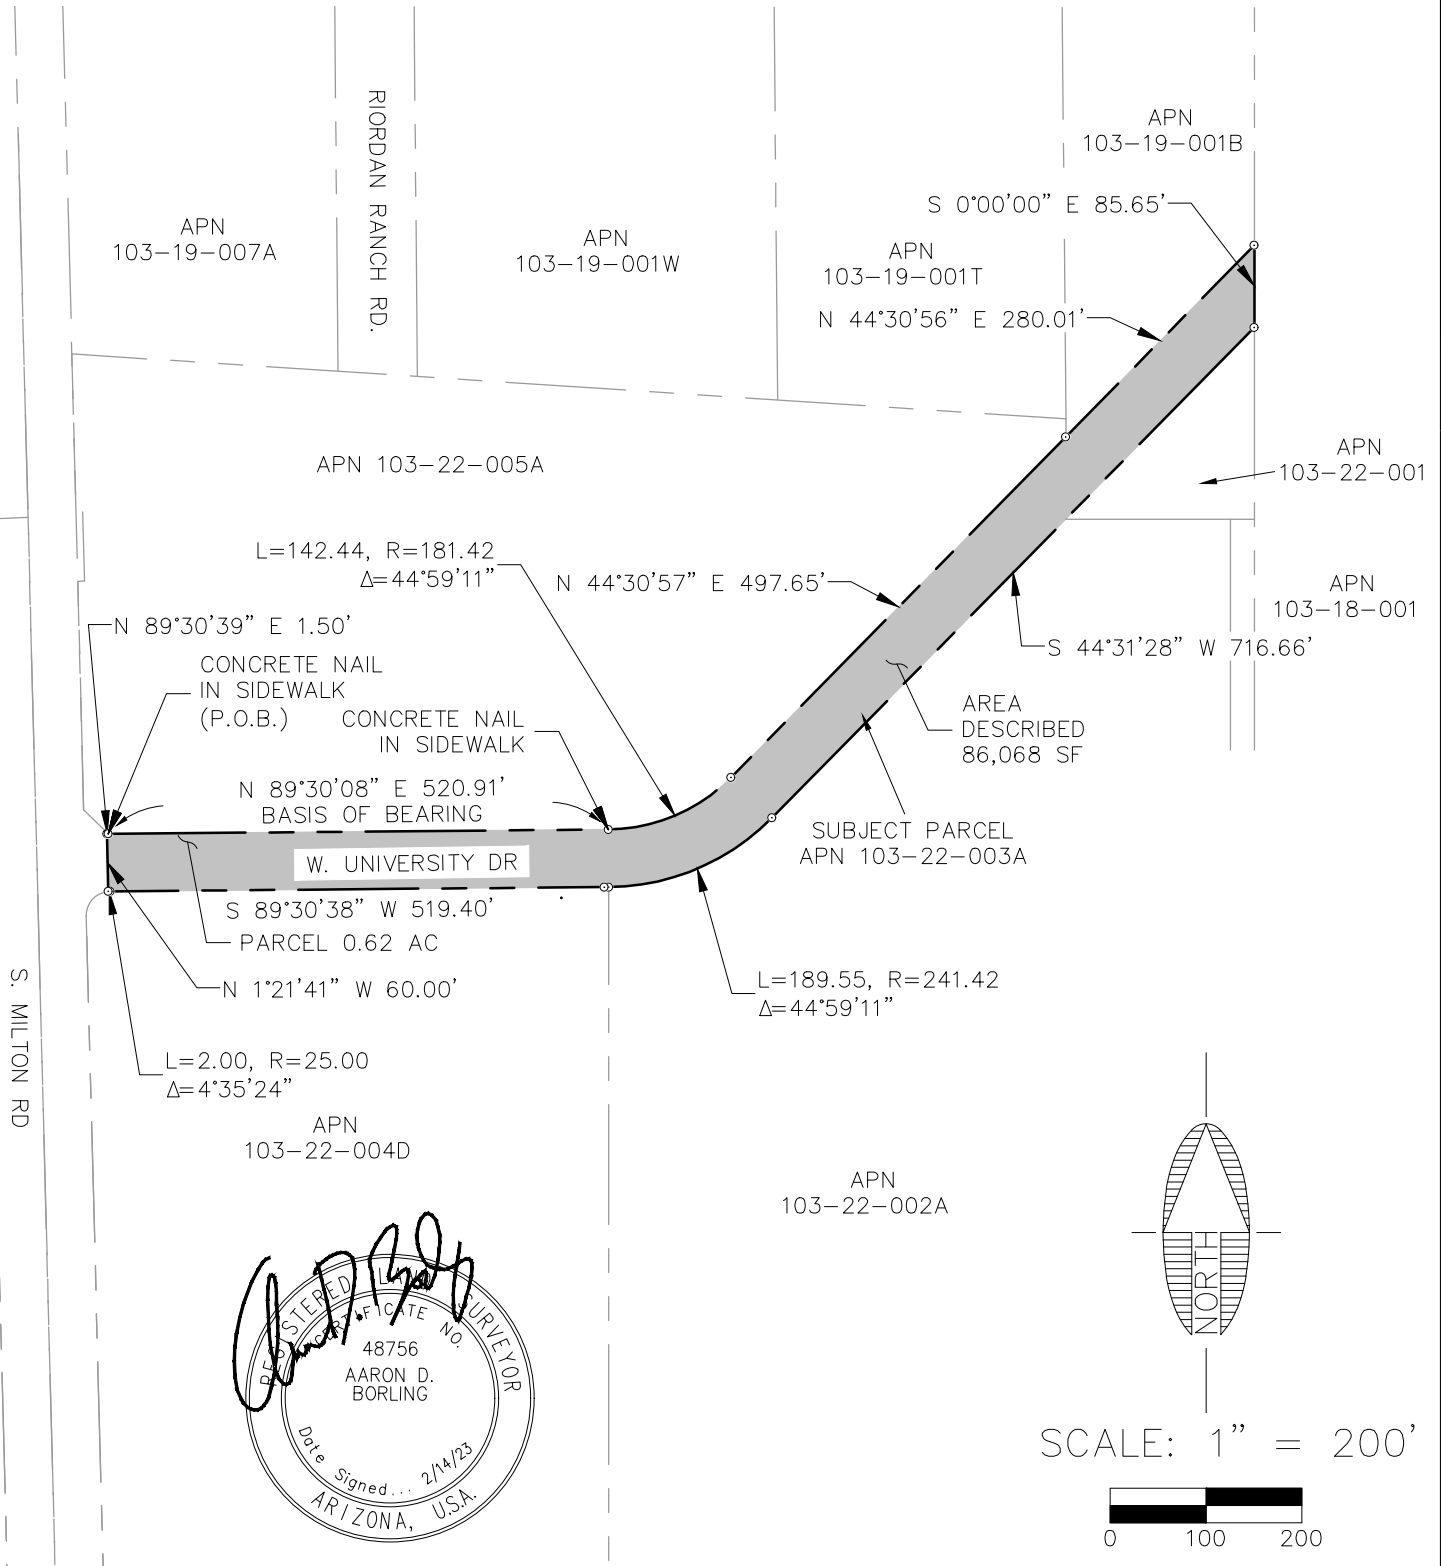 APN
103-19-001B
S 0°00'00" E 85.65'
RIORDAN RANCH RD.
APN
103-19-007A
APN
103-19-001W
APN
103-19-001T
N 44°30'56" E 280.01'
APN 103-22-005A
APN
103-22-001
L=142.44, R=181.42
Δ=44°59'11"
N 44°30'57" E 497.65'
APN
103-18-001
N 89°30'39" E 1.50'
S 44°31'28" W 716.66'
CONCRETE NAIL
IN SIDEWALK
(P.O.B.)
CONCRETE NAIL
IN SIDEWALK
AREA
DESCRIBED
86,068 SF
N 89°30'08" E 520.91'
BASIS OF BEARING
SUBJECT PARCEL
APN 103-22-003A
W. UNIVERSITY DR
S 89°30'38" W 519.40'
PARCEL 0.62 AC
N 1°21'41" W 60.00'
L=189.55, R=241.42
Δ=44°59'11"
S. MILTON RD
L=2.00, R=25.00
Δ=4°35'24"
APN
103-22-004D
APN
103-22-002A
REGISTERED LAND SURVEYOR
CERTIFICATE NO.
48756
AARON D.
BORLING
Date Signed... 2/14/23
ARIZONA, U.S.A.
NORTH
SCALE: 1" = 200'
0 100 200